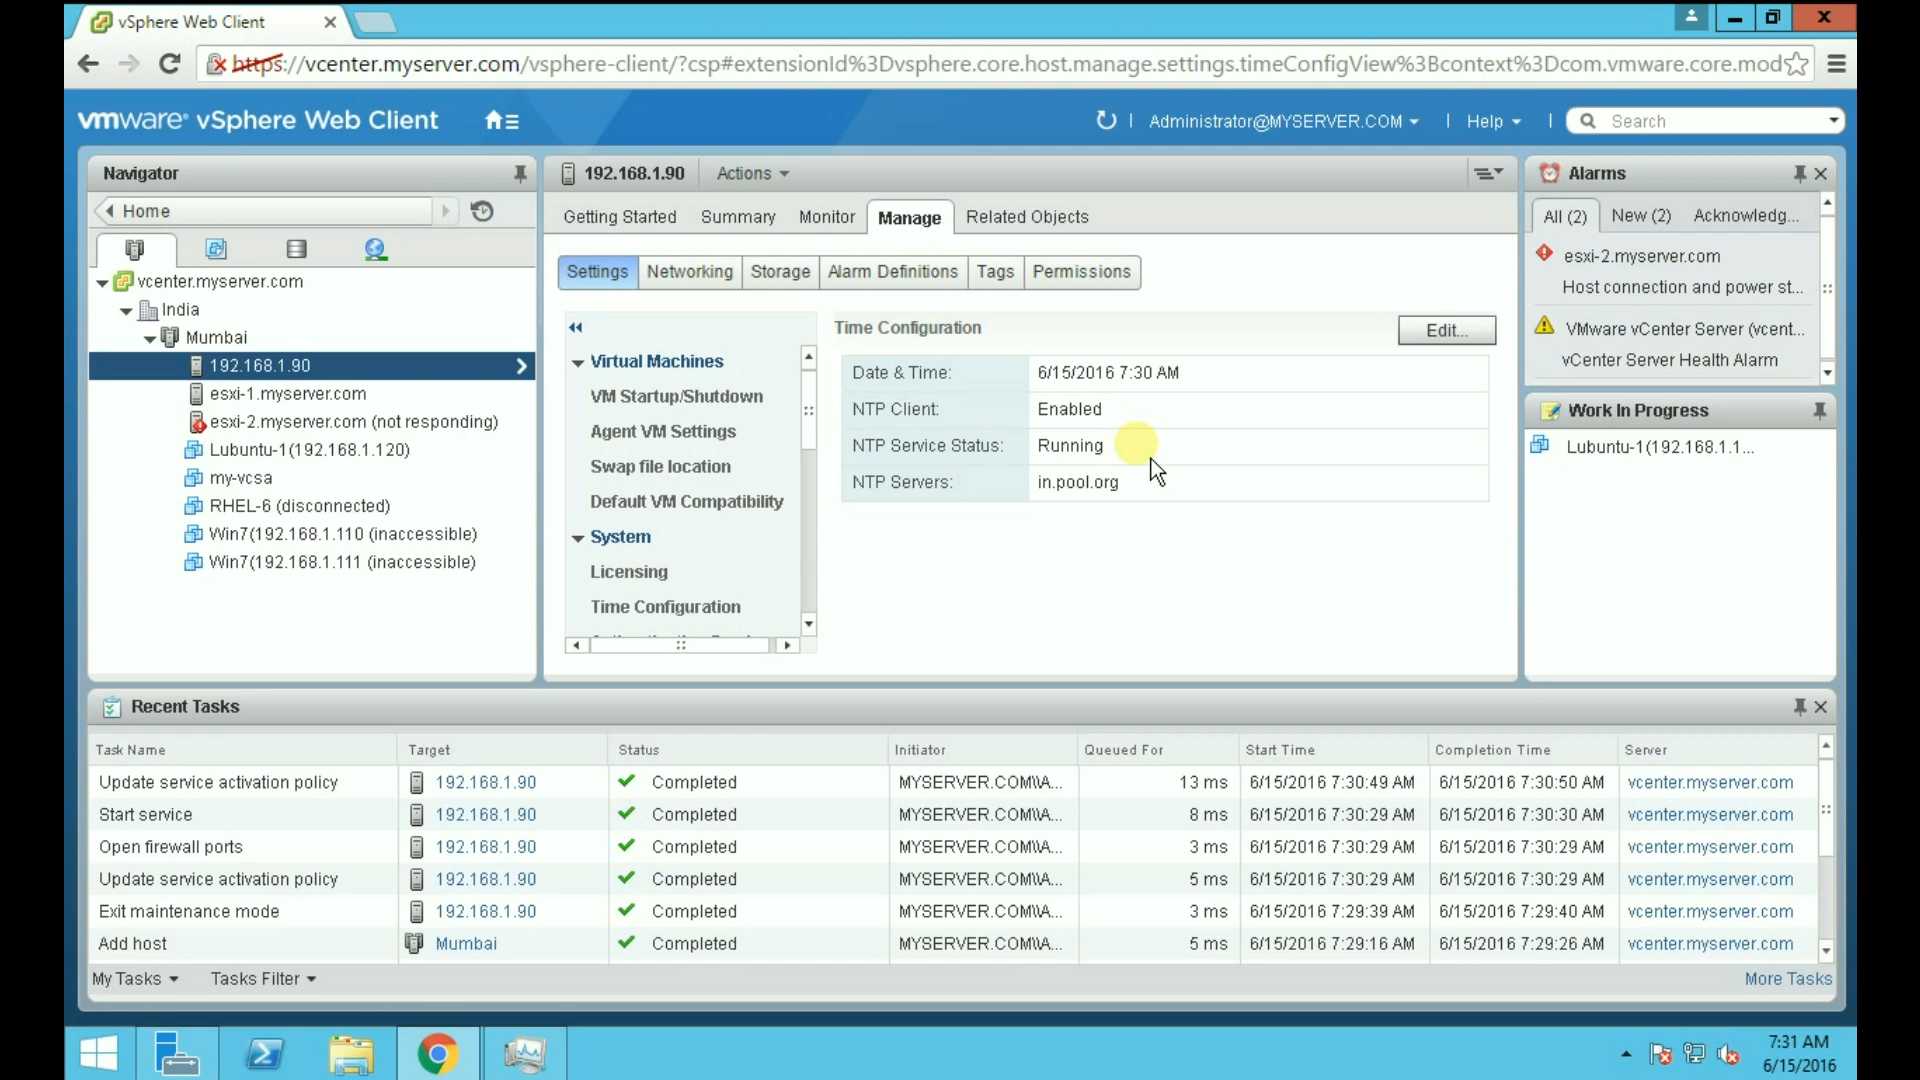 vSphere Web Client
https://vcenter.myserver.com/vsphere-client/?csp#extensionId%3Dvsphere.core.host.manage.settings.timeConfigView%3Bcontext%3Dcom.vmware.core.mod
vmware® vSphere Web Client
Administrator@MYSERVER.COM
Help
Search
Navigator
Home
vcenter.myserver.com
India
Mumbai
192.168.1.90
esxi-1.myserver.com
esxi-2.myserver.com (not responding)
Lubuntu-1(192.168.1.120)
my-vcsa
RHEL-6 (disconnected)
Win7(192.168.1.110 (inaccessible)
Win7(192.168.1.111 (inaccessible)
192.168.1.90 Actions
Getting Started Summary Monitor Manage Related Objects
Settings Networking Storage Alarm Definitions Tags Permissions
Virtual Machines
VM Startup/Shutdown
Agent VM Settings
Swap file location
Default VM Compatibility
System
Licensing
Time Configuration
Time Configuration Edit...
Date & Time: 6/15/2016 7:30 AM
NTP Client: Enabled
NTP Service Status: Running
NTP Servers: in.pool.org
Alarms
All (2) New (2) Acknowledg...
esxi-2.myserver.com
Host connection and power st...
VMware vCenter Server (vcent...
vCenter Server Health Alarm
Work In Progress
Lubuntu-1(192.168.1.1...
Recent Tasks
Task Name Target Status Initiator Queued For Start Time Completion Time Server
Update service activation policy 192.168.1.90 Completed MYSERVER.COM\\A... 13 ms 6/15/2016 7:30:49 AM 6/15/2016 7:30:50 AM vcenter.myserver.com
Start service 192.168.1.90 Completed MYSERVER.COM\\A... 8 ms 6/15/2016 7:30:29 AM 6/15/2016 7:30:30 AM vcenter.myserver.com
Open firewall ports 192.168.1.90 Completed MYSERVER.COM\\A... 3 ms 6/15/2016 7:30:29 AM 6/15/2016 7:30:29 AM vcenter.myserver.com
Update service activation policy 192.168.1.90 Completed MYSERVER.COM\\A... 5 ms 6/15/2016 7:30:29 AM 6/15/2016 7:30:29 AM vcenter.myserver.com
Exit maintenance mode 192.168.1.90 Completed MYSERVER.COM\\A... 3 ms 6/15/2016 7:29:39 AM 6/15/2016 7:29:40 AM vcenter.myserver.com
Add host Mumbai Completed MYSERVER.COM\\A... 5 ms 6/15/2016 7:29:16 AM 6/15/2016 7:29:26 AM vcenter.myserver.com
My Tasks Tasks Filter More Tasks
7:31 AM
6/15/2016